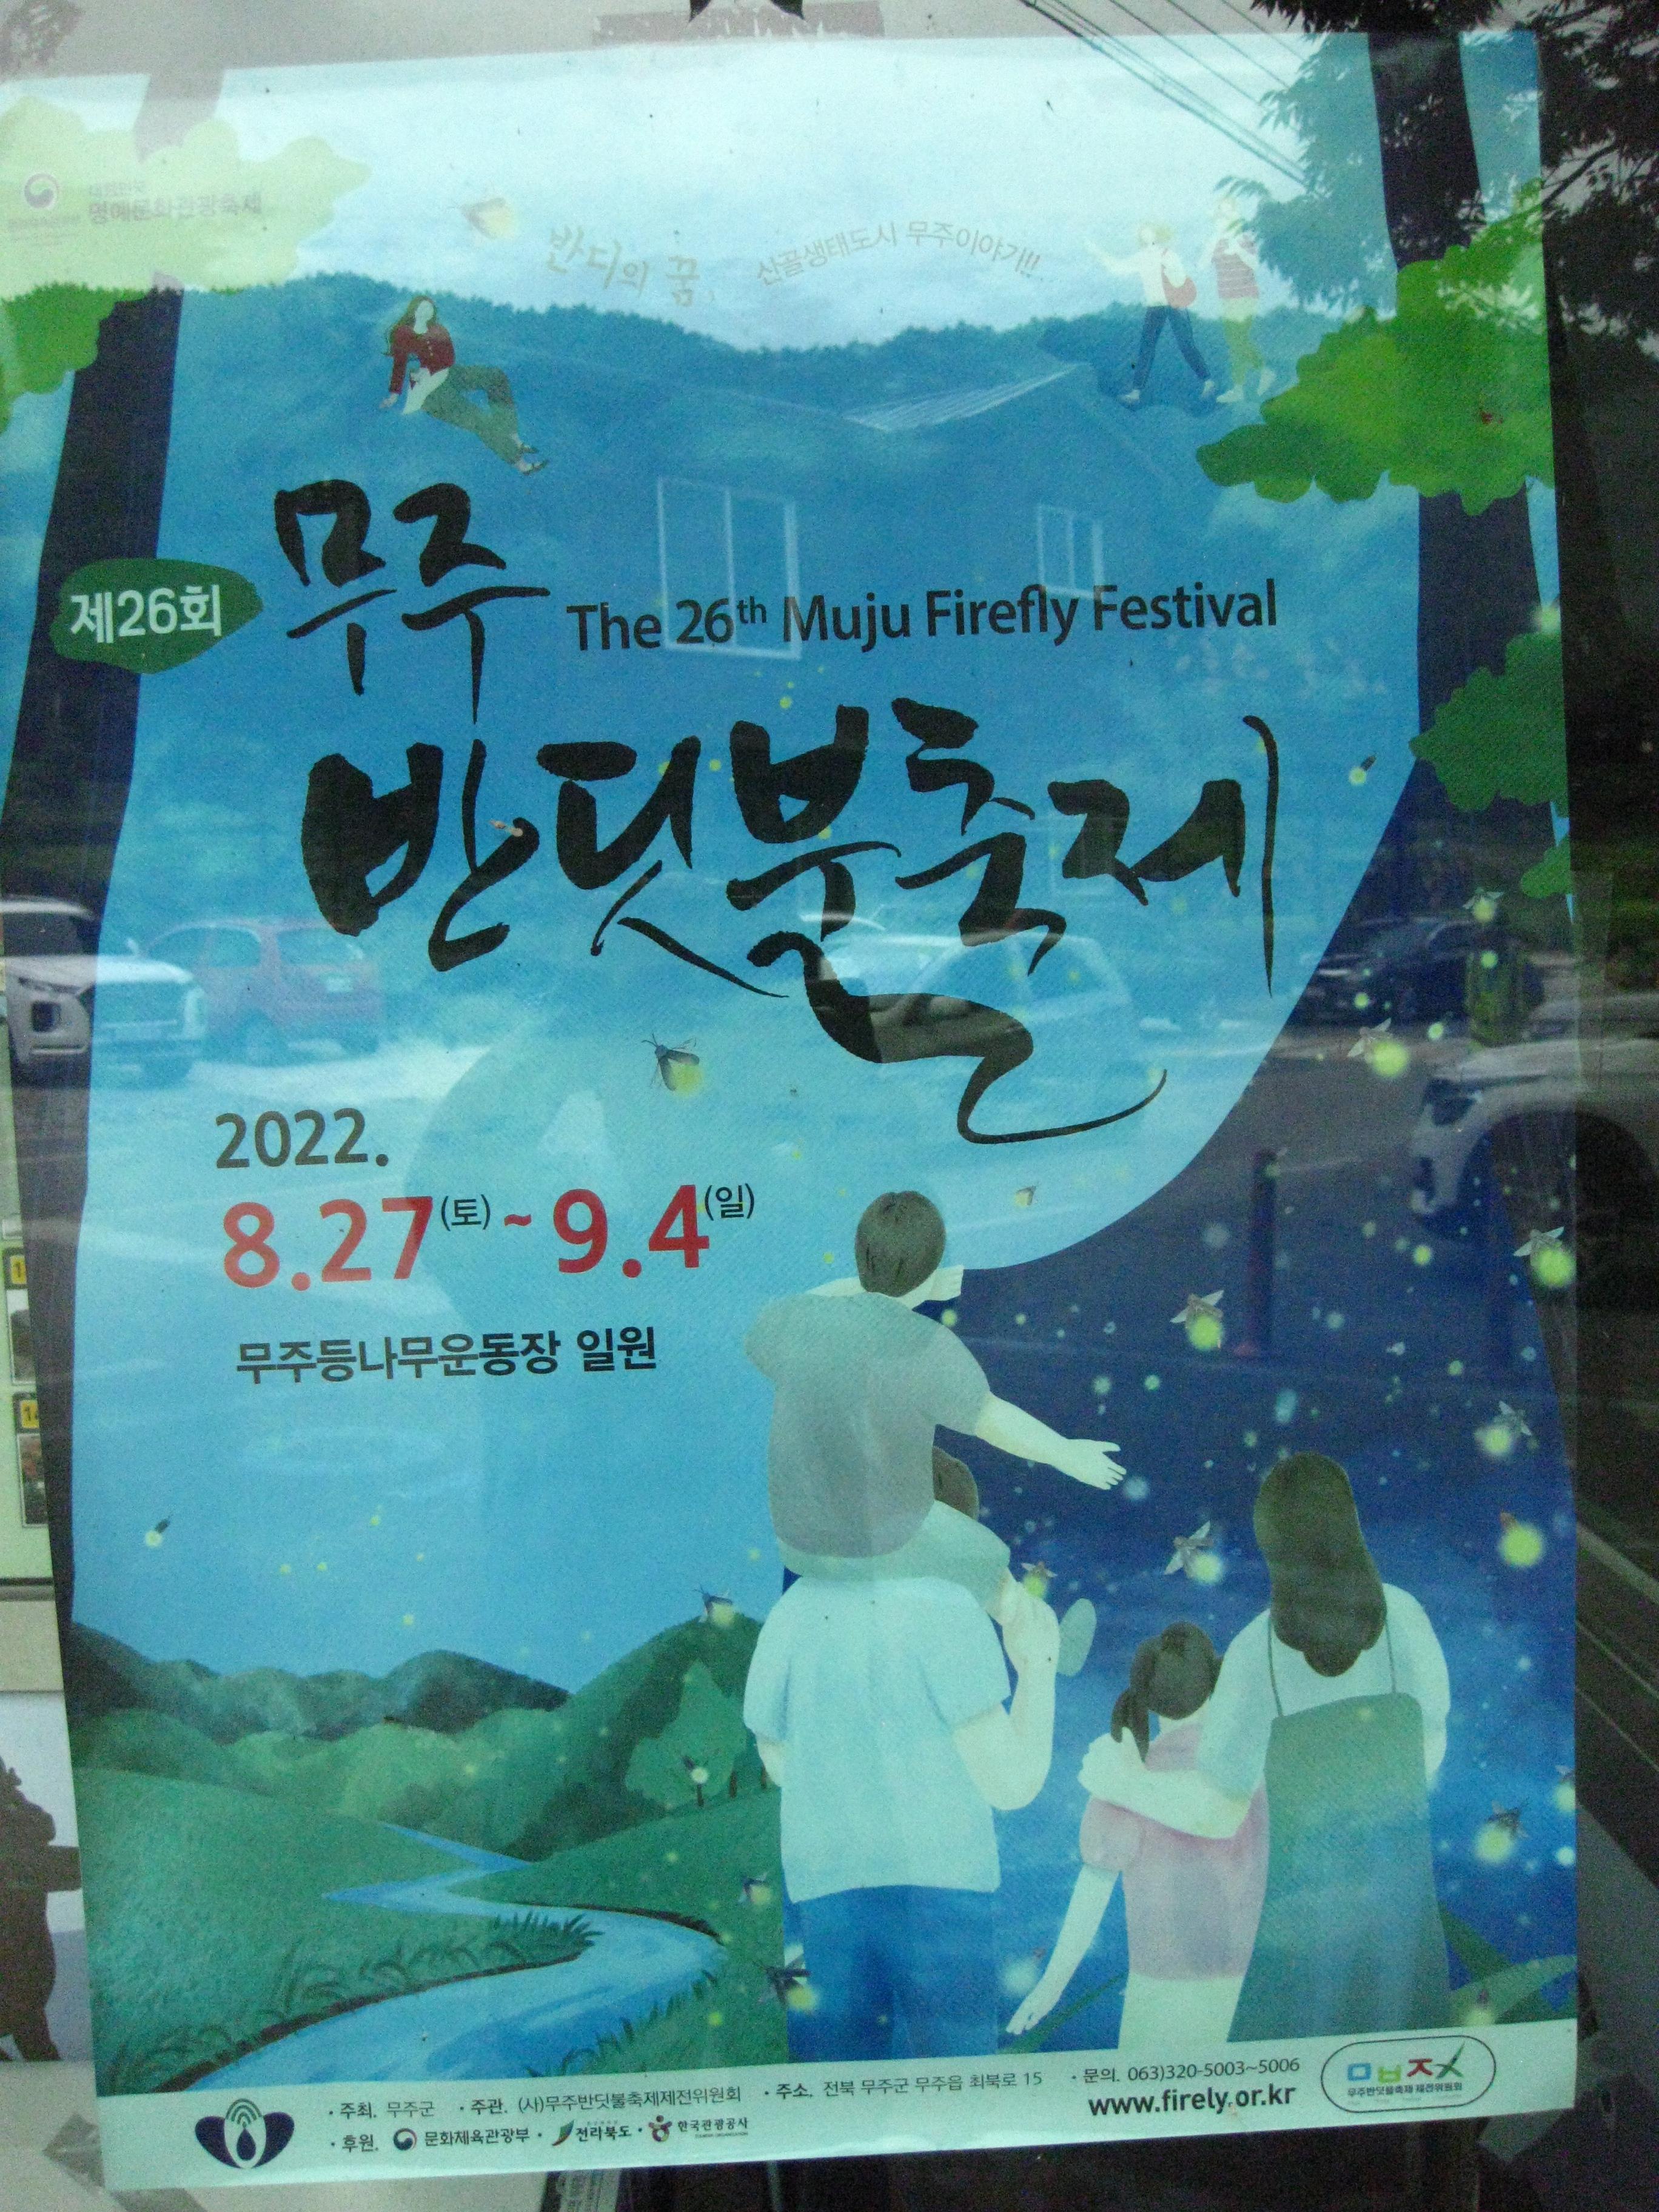 대한민국
명예문화관광축제
반디의 꿈, 산골생태도시 무주이야기!!
제26회
무주
The 26th Muju Firefly Festival
반딧불축제
2022.
8.27(토) ~ 9.4(일)
무주등나무운동장 일원
· 주최. 무주군 · 주관. (사)무주반딧불축제제전위원회 · 주소. 전북 무주군 무주읍 최북로 15 · 문의. 063)320-5003~5006
· 후원. 문화체육관광부 · 전라북도 · 한국관광공사
www.firely.or.kr
무주반딧불축제 제전위원회